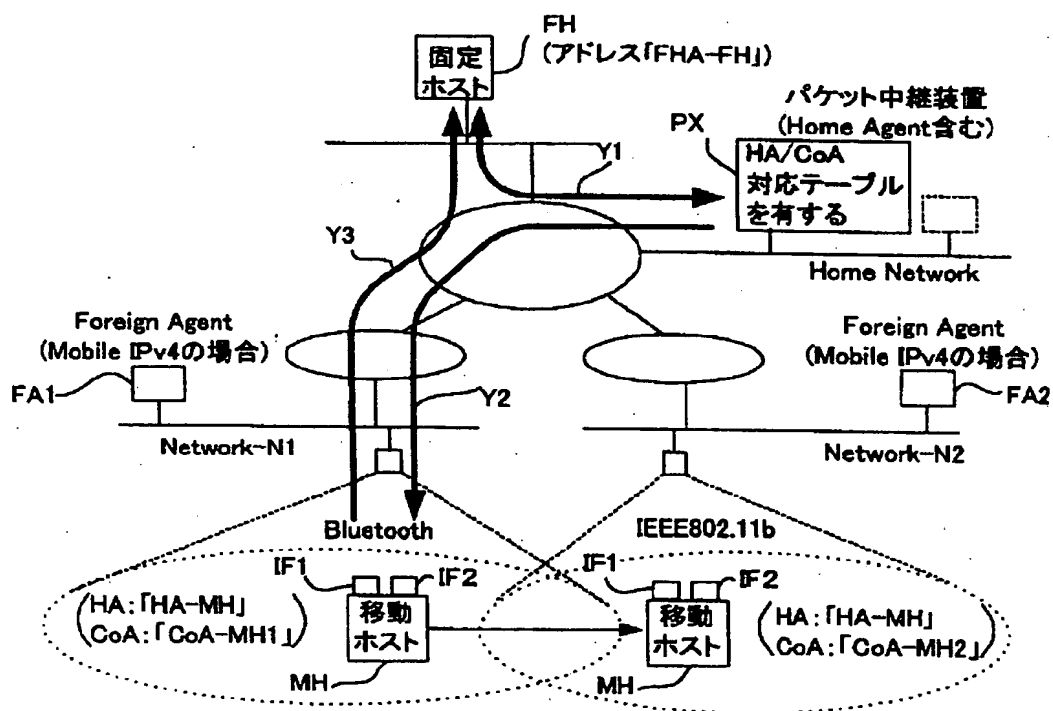 FH
(アドレス「FHA-FH」)
固定
ホスト
パケット中継装置
(Home Agent含む)
PX
HA/CoA
対応テーブル
を有する
Y1
Y3
Home Network
Foreign Agent
(Mobile IPv4の場合)
FA1
Foreign Agent
(Mobile IPv4の場合)
FA2
Y2
Network-N1
Network-N2
Bluetooth
IEEE802.11b
IF1
IF2
HA:「HA-MH」
CoA:「CoA-MH1」
移動
ホスト
MH
IF1
IF2
移動
ホスト
HA:「HA-MH」
CoA:「CoA-MH2」
MH